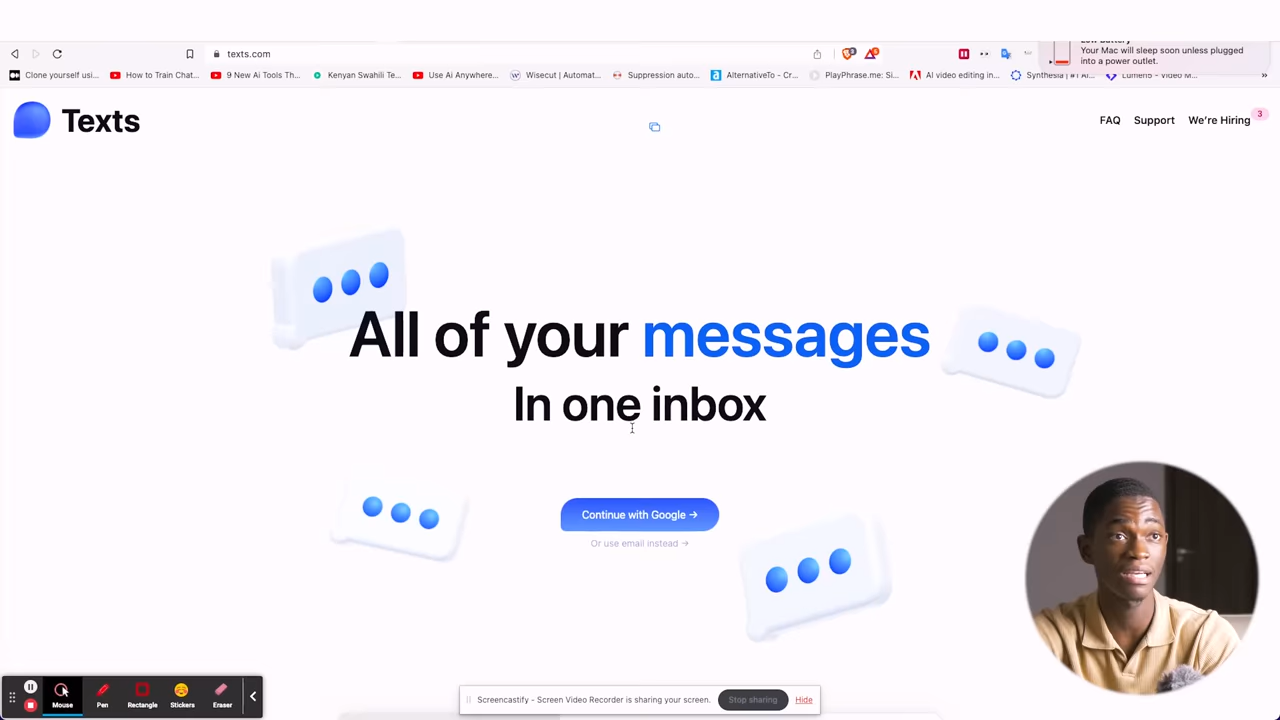 Your Mac will sleep soon unless plugged
into a power outlet.
texts.com
3
Clone yourself usi...
How to Train Chat...
9 New Ai Tools Th...
Kenyan Swahili Te...
Use Ai Anywhere...
Wisecut | Automat...
Suppression auto...
AlternativeTo - Cr...
PlayPhrase.me: Si...
AI video editing in...
»
Texts
FAQ
Support
We're Hiring
3
All of your messages
In one inbox
Continue with Google →
Or use email instead →
Mouse
Pen
Rectangle
Stickers
Eraser
Screencastify - Screen Video Recorder is sharing your screen.
Stop sharing
Hide